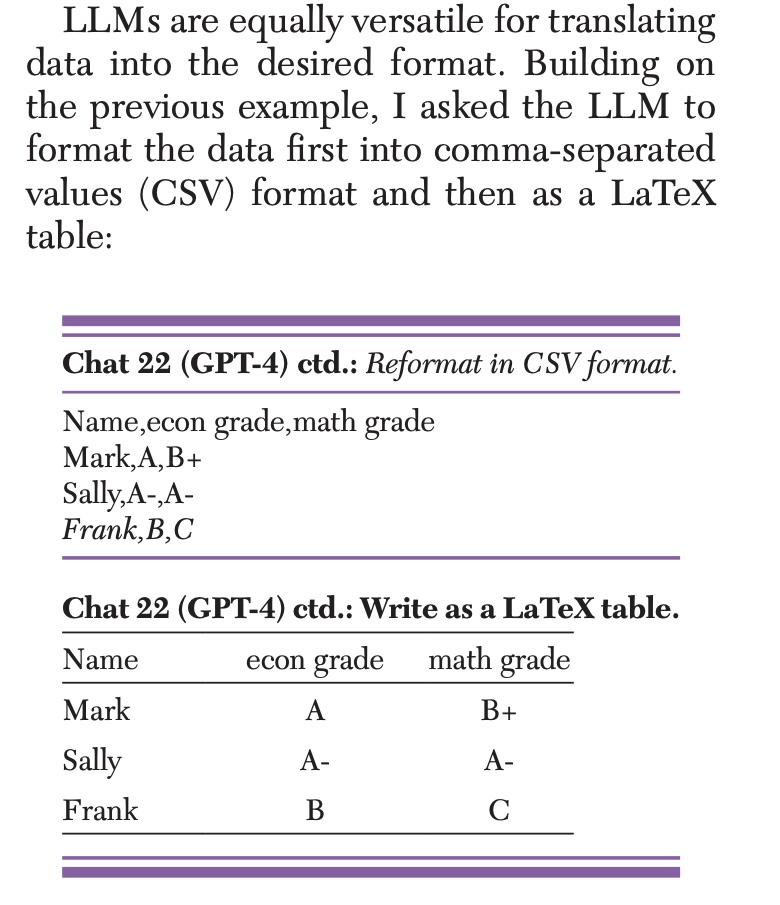 LLMs are equally versatile for translating
data into the desired format. Building on
the previous example, I asked the LLM to
format the data first into comma-separated
values (CSV) format and then as a LaTeX
table:
Chat 22 (GPT-4) ctd.: Reformat in CSV format.
Name,econ grade,math grade
Mark,A,B+
Sally,A-,A-
Frank,B,C
Chat 22 (GPT-4) ctd.: Write as a LaTeX table.
Name econ grade math grade
Mark A B+
Sally A- A-
Frank B C